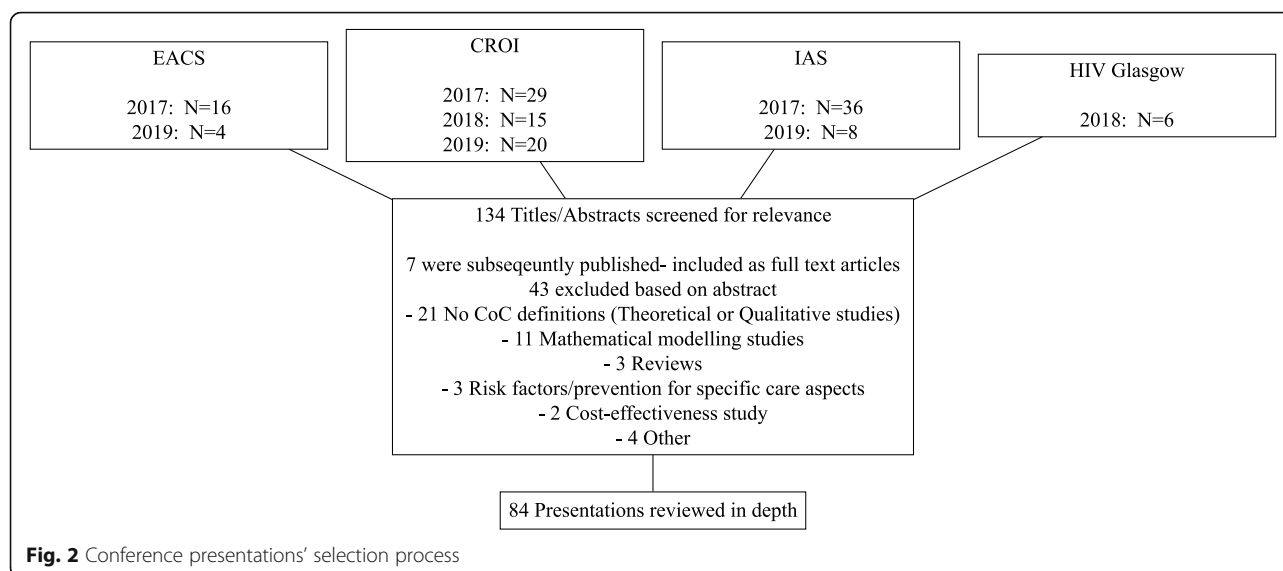 EACS
2017: N=16
2019: N=4
CROI
2017: N=29
2018: N=15
2019: N=20
IAS
2017: N=36
2019: N=8
HIV Glasgow
2018: N=6
134 Titles/Abstracts screened for relevance
7 were subseqeuntly published- included as full text articles
43 excluded based on abstract
- 21 No CoC definitions (Theoretical or Qualitative studies)
- 11 Mathematical modelling studies
- 3 Reviews
- 3 Risk factors/prevention for specific care aspects
- 2 Cost-effectiveness study
- 4 Other
84 Presentations reviewed in depth
Fig. 2 Conference presentations' selection process